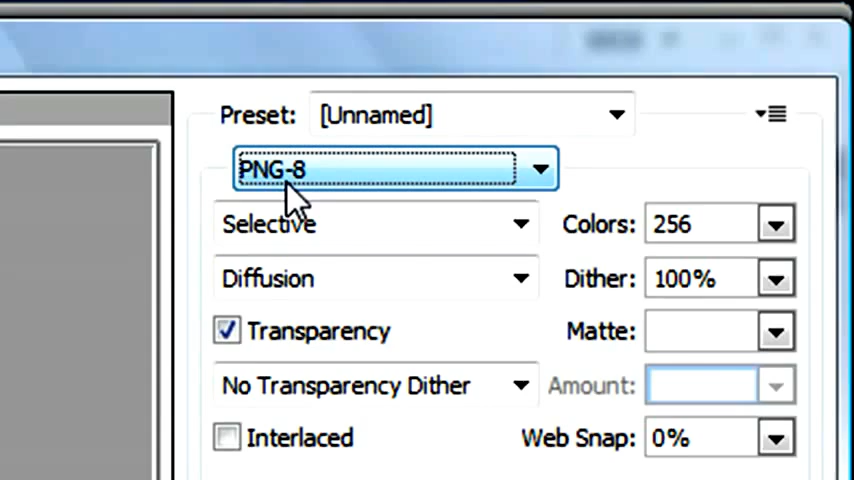 Preset: [Unnamed]
PNG-8
Selective Colors: 256
Diffusion Dither: 100%
Transparency Matte:
No Transparency Dither Amount:
Interlaced Web Snap: 0%